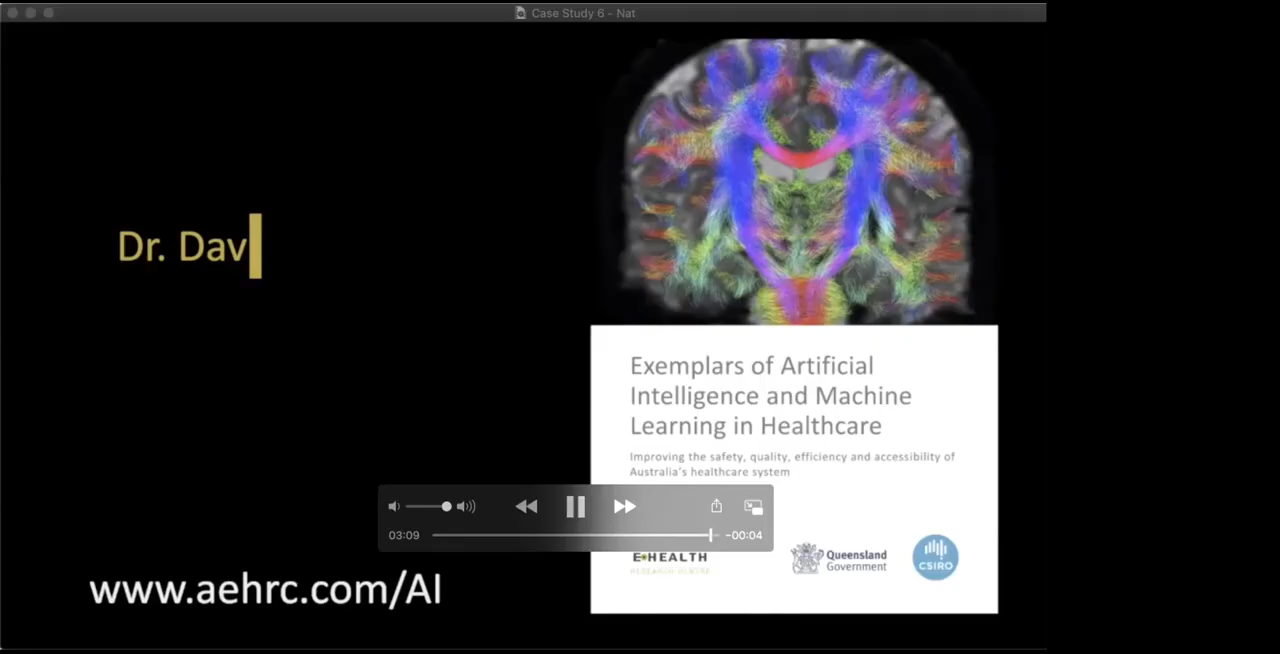 Case Study 6 - Nat
Dr. Dav
Exemplars of Artificial
Intelligence and Machine
Learning in Healthcare
Improving the safety, quality, efficiency and accessibility of
Australia's healthcare system
03:09
-00:04
E-HEALTH
RESEARCH CENTRE
Queensland
Government
CSIRO
www.aehrc.com/AI